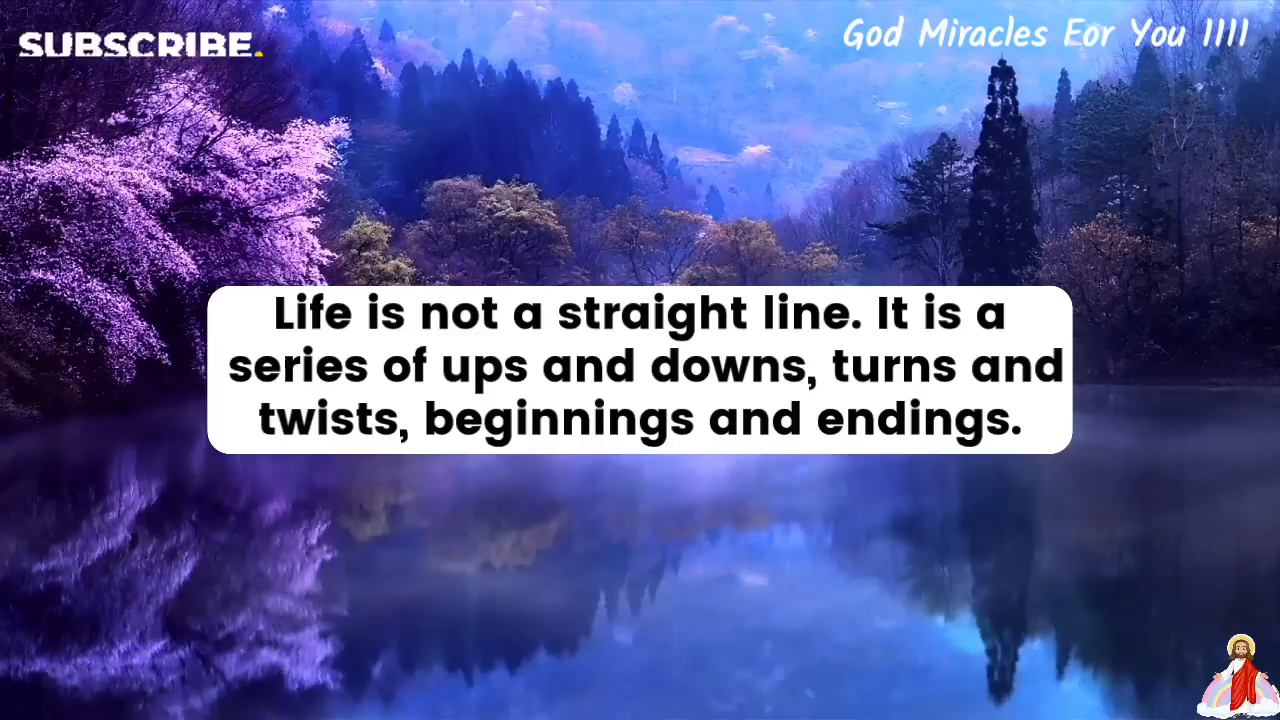 SUBSCRIBE.
God Miracles For You 1111
Life is not a straight line. It is a
series of ups and downs, turns and
twists, beginnings and endings.